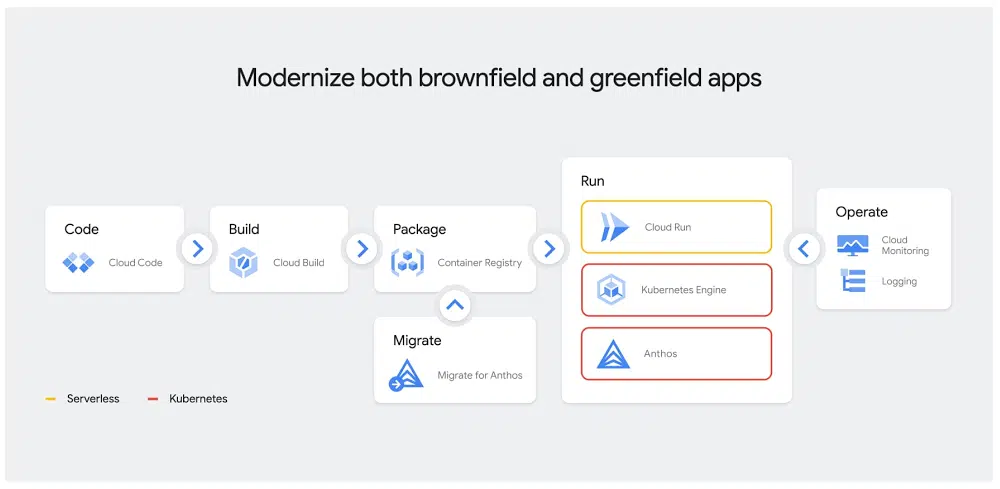 Modernize both brownfield and greenfield apps
Code
Cloud Code
Build
Cloud Build
Package
Container Registry
Migrate
Migrate for Anthos
Run
Cloud Run
Kubernetes Engine
Anthos
Operate
Cloud
Monitoring
Logging
Serverless
Kubernetes